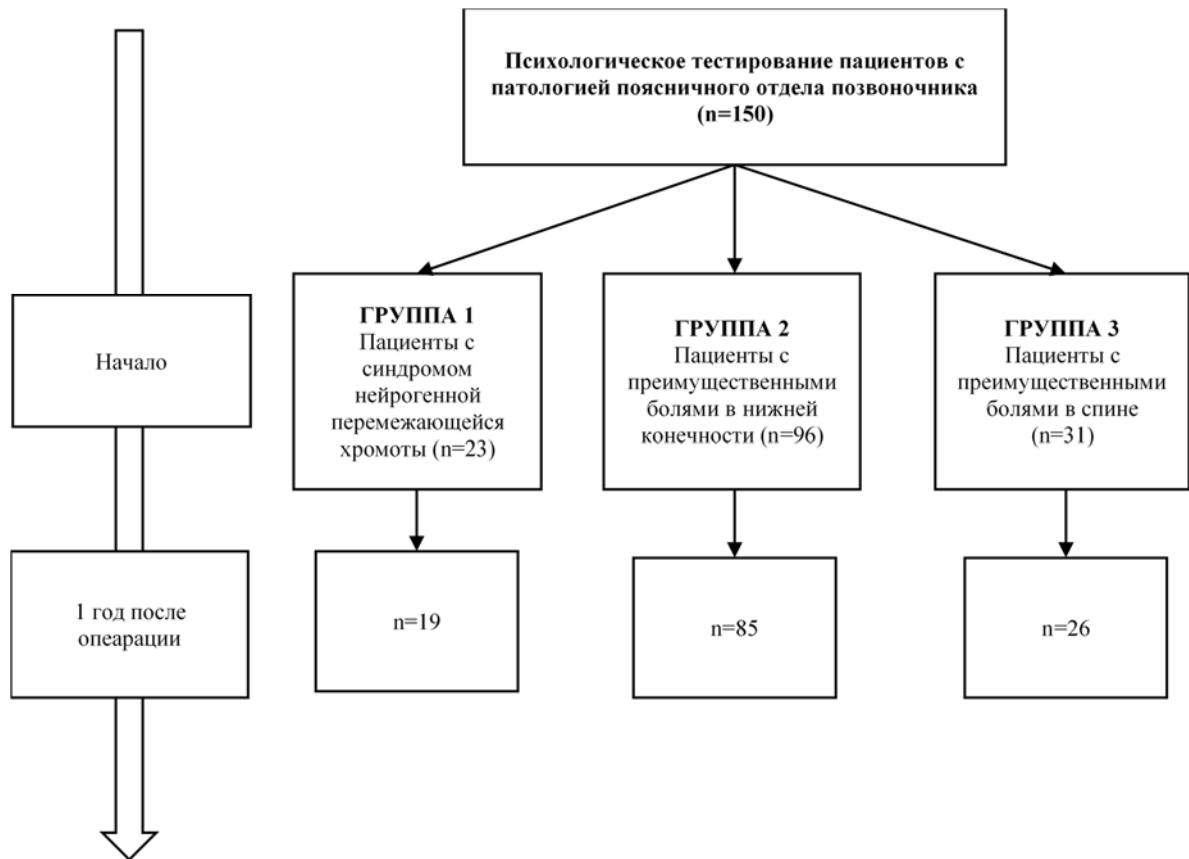 Психологическое тестирование пациентов с
патологией поясничного отдела позвоночника
(n=150)
Начало
ГРУППА 1
Пациенты с
синдромом
нейрогенной
перемежающейся
хромоты (n=23)
ГРУППА 2
Пациенты с
преимущественными
болями в нижней
конечности (n=96)
ГРУППА 3
Пациенты с
преимущественными
болями в спине
(n=31)
1 год после
опеарации
n=19
n=85
n=26